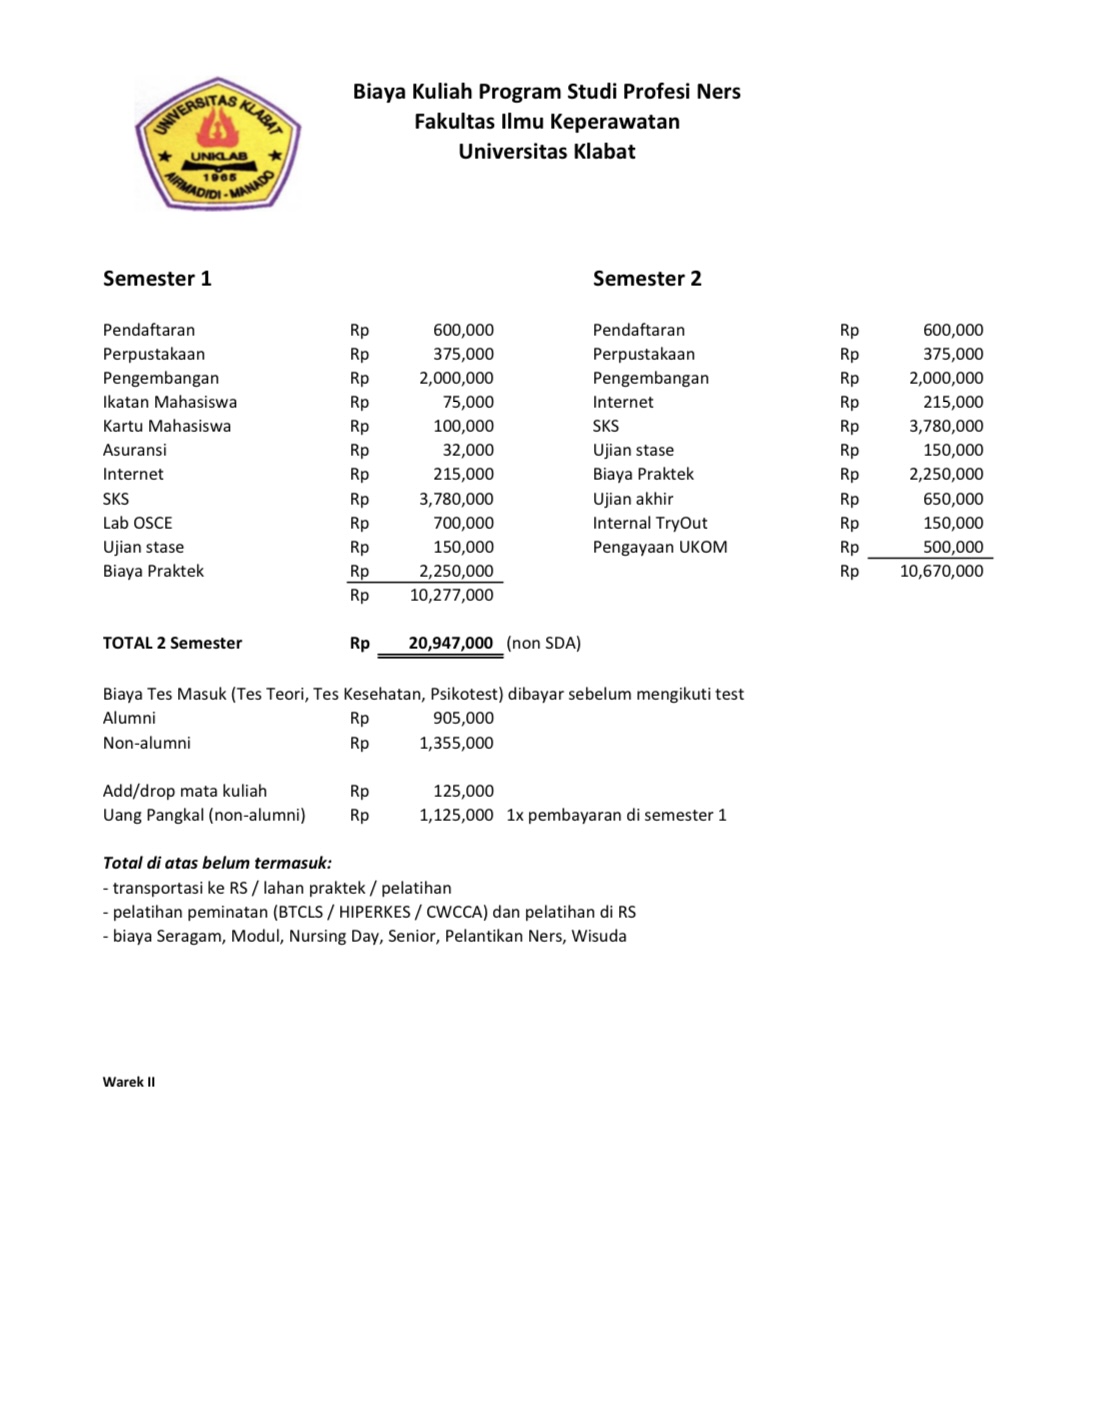 UNIVERSITAS KLABAT
UNKLAB
1965
AIRMADIDI - MANADO
Biaya Kuliah Program Studi Profesi Ners
Fakultas Ilmu Keperawatan
Universitas Klabat
Semester 1
Pendaftaran Rp 600,000
Perpustakaan Rp 375,000
Pengembangan Rp 2,000,000
Ikatan Mahasiswa Rp 75,000
Kartu Mahasiswa Rp 100,000
Asuransi Rp 32,000
Internet Rp 215,000
SKS Rp 3,780,000
Lab OSCE Rp 700,000
Ujian stase Rp 150,000
Biaya Praktek Rp 2,250,000
Rp 10,277,000
Semester 2
Pendaftaran Rp 600,000
Perpustakaan Rp 375,000
Pengembangan Rp 2,000,000
Internet Rp 215,000
SKS Rp 3,780,000
Ujian stase Rp 150,000
Biaya Praktek Rp 2,250,000
Ujian akhir Rp 650,000
Internal TryOut Rp 150,000
Pengayaan UKOM Rp 500,000
Rp 10,670,000
TOTAL 2 Semester Rp 20,947,000 (non SDA)
Biaya Tes Masuk (Tes Teori, Tes Kesehatan, Psikotest) dibayar sebelum mengikuti test
Alumni Rp 905,000
Non-alumni Rp 1,355,000
Add/drop mata kuliah Rp 125,000
Uang Pangkal (non-alumni) Rp 1,125,000 1x pembayaran di semester 1
Total di atas belum termasuk:
- transportasi ke RS / lahan praktek / pelatihan
- pelatihan peminatan (BTCLS / HIPERKES / CWCCA) dan pelatihan di RS
- biaya Seragam, Modul, Nursing Day, Senior, Pelantikan Ners, Wisuda
Warek II